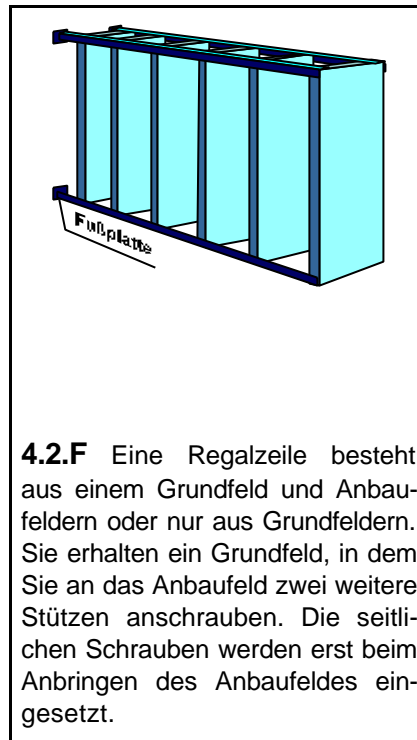 Fußplatte
4.2.F Eine Regalzeile besteht
aus einem Grundfeld und Anbau-
feldern oder nur aus Grundfeldern.
Sie erhalten ein Grundfeld, in dem
Sie an das Anbaufeld zwei weitere
Stützen anschrauben. Die seitli-
chen Schrauben werden erst beim
Anbringen des Anbaufeldes ein-
gesetzt.